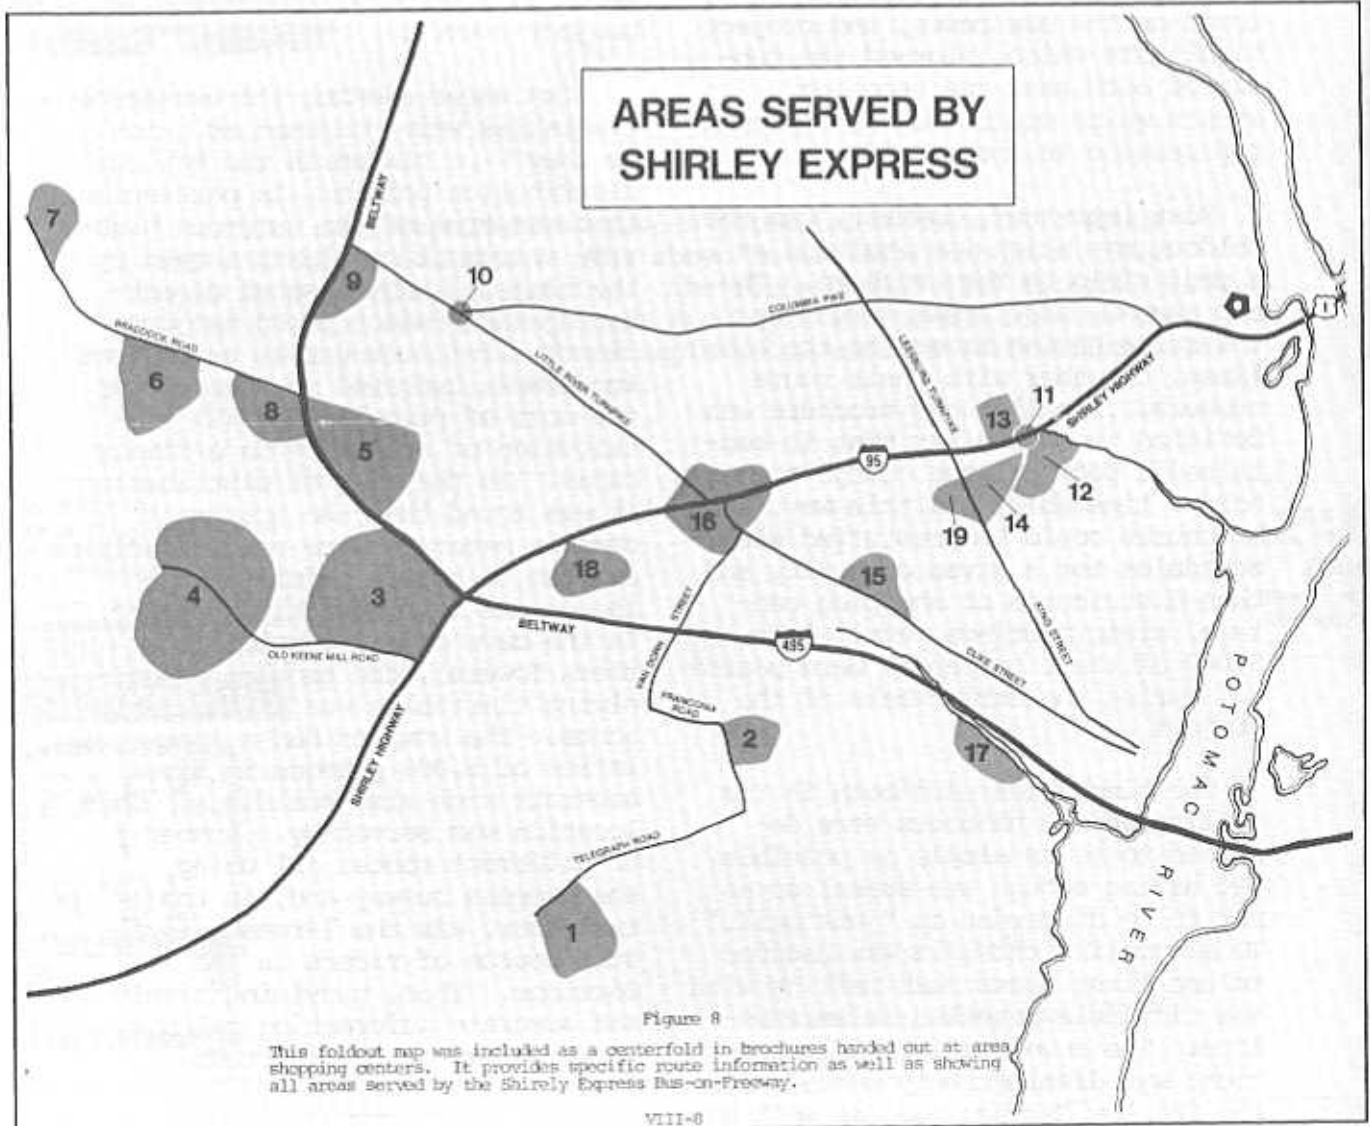 AREAS SERVED BY
SHIRLEY EXPRESS
BELTWAY
7
9
10
COLUMBIA PIKE
1
BRADDOCK ROAD
LITTLE RIVER TURNPIKE
LEESBURG TURNPIKE
SHIRLEY HIGHWAY
6
8
13
11
5
95
12
16
19
14
18
15
4
3
BELTWAY
VAN DORN STREET
495
KING STREET
DUKE STREET
OLD KEENE MILL ROAD
FRANCONIA
ROAD
2
17
SHIRLEY HIGHWAY
TELEGRAPH ROAD
1
POTOMAC
RIVER
Figure 8
This foldout map was included as a centerfold in brochures handed out at area
shopping centers. It provides specific route information as well as showing
all areas served by the Shirely Express Bus-on-Freeway.
VIII-8